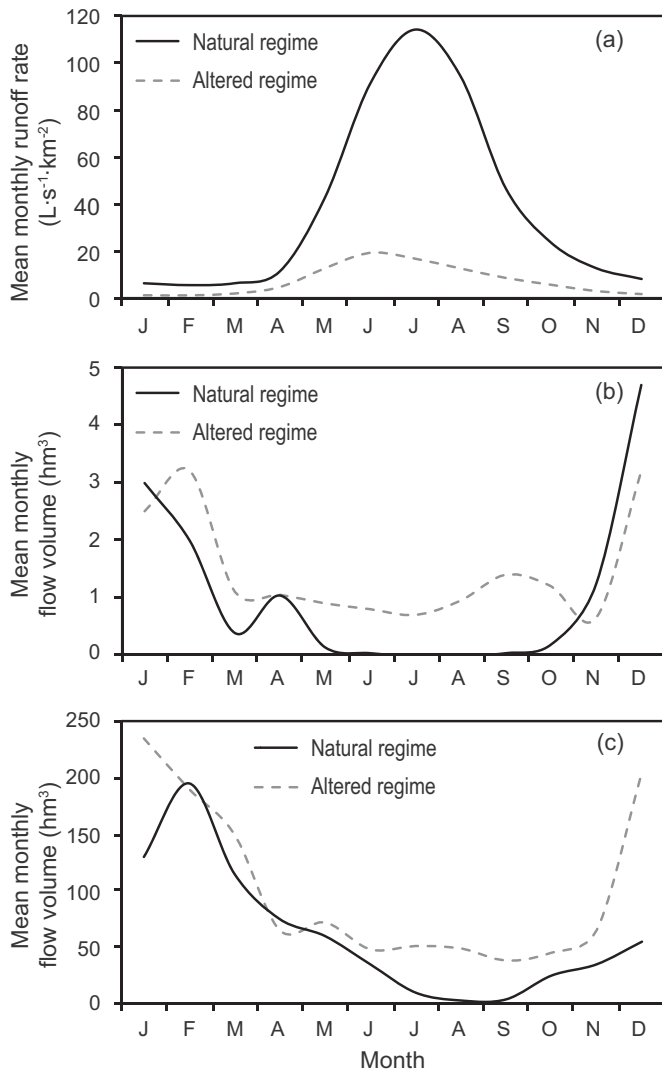 120
100
80
60
40
20
0
Mean monthly runoff rate
(L·s⁻¹·km⁻²)
Natural regime
Altered regime
(a)
J F M A M J J A S O N D
5
4
3
2
1
0
Mean monthly
flow volume (hm³)
Natural regime
Altered regime
(b)
J F M A M J J A S O N D
250
200
150
100
50
0
Mean monthly
flow volume (hm³)
Natural regime
Altered regime
(c)
J F M A M J J A S O N D
Month